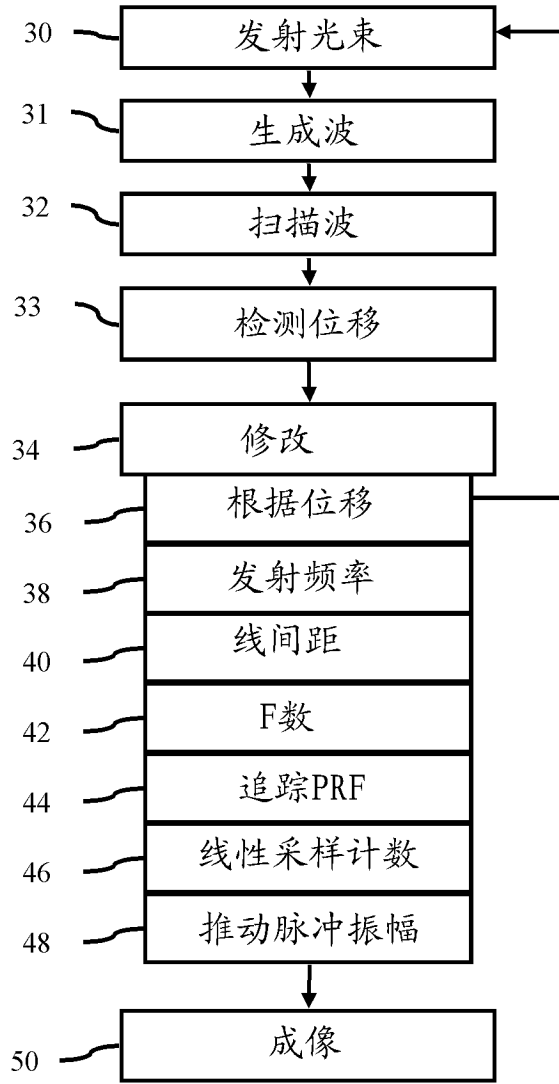 30 发射光束
31 生成波
32 扫描波
33 检测位移
34 修改
36 根据位移
38 发射频率
40 线间距
42 F数
44 追踪PRF
46 线性采样计数
48 推动脉冲振幅
50 成像